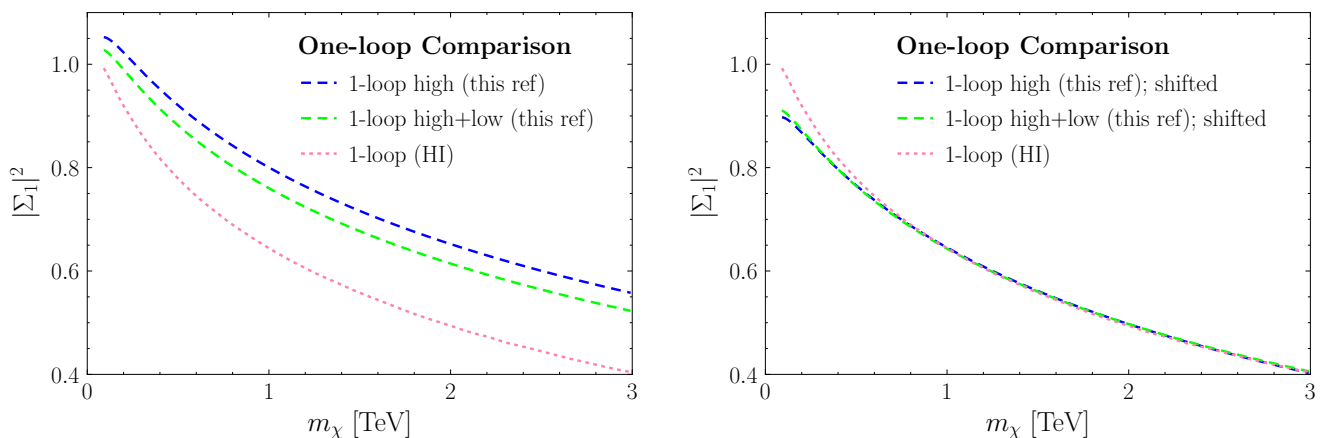 One-loop Comparison
1-loop high (this ref)
1-loop high+low (this ref)
1-loop (HI)
1.0
0.8
0.6
0.4
|Σ₁|²
0
1
2
3
m_χ [TeV]
One-loop Comparison
1-loop high (this ref); shifted
1-loop high+low (this ref); shifted
1-loop (HI)
1.0
0.8
0.6
0.4
|Σ₁|²
0
1
2
3
m_χ [TeV]